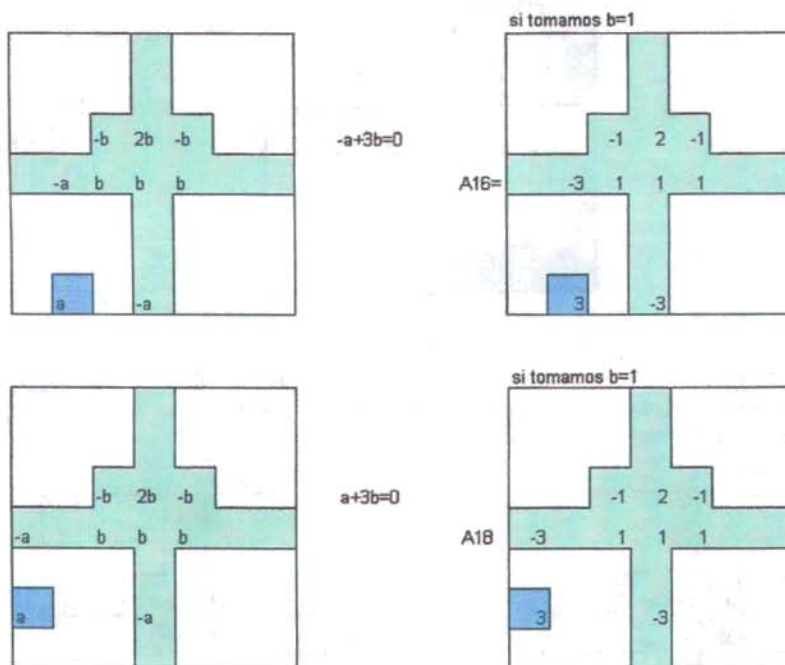 si tomamos b=1
-b 2b -b
-a+3b=0
-1 2 -1
-a b b b
A16=
-3 1 1 1
a -a
3 -3
si tomamos b=1
-b 2b -b
a+3b=0
-1 2 -1
-a b b b
A18
-3 1 1 1
a -a
3 -3